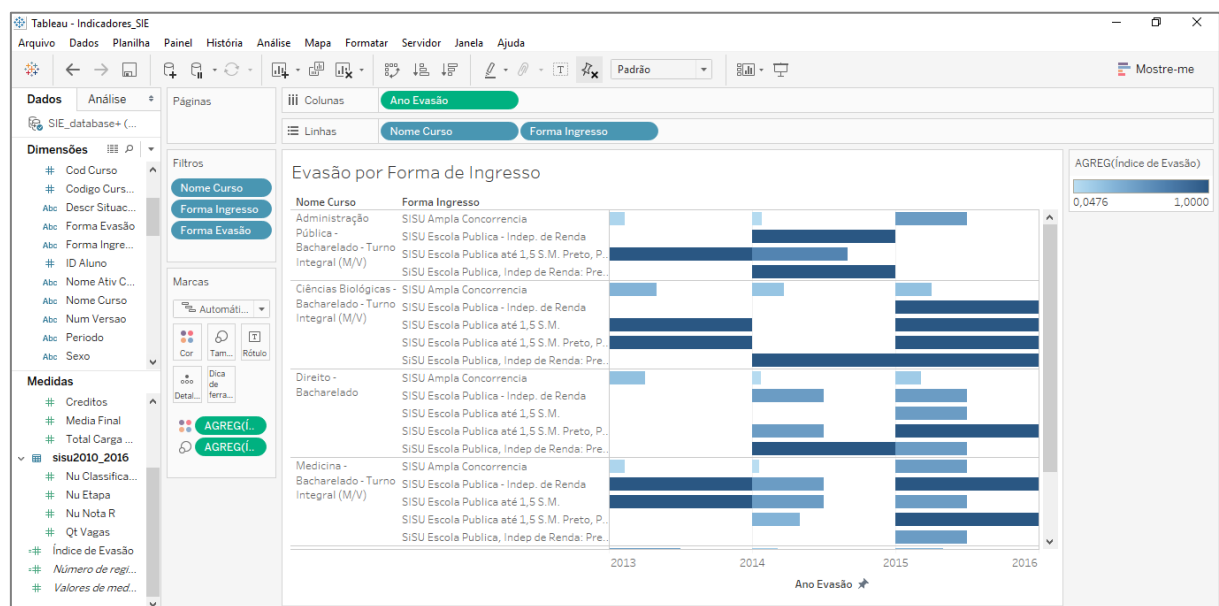 Tableau - Indicadores_SIE
Arquivo Dados Planilha Painel História Análise Mapa Formatar Servidor Janela Ajuda
Padrão
Mostre-me
Dados Análise
SIE_database+ (...
Dimensões
Cod Curso
Codigo Curs...
Abc Descr Situac...
Abc Forma Evasão
Abc Forma Ingre...
ID Aluno
Abc Nome Ativ C...
Abc Nome Curso
Abc Num Versao
Abc Periodo
Abc Sexo
Medidas
Creditos
Media Final
Total Carga ...
sisu2010_2016
Nu Classifica...
Nu Etapa
Nu Nota R
Qt Vagas
Índice de Evasão
Número de regi...
Valores de med...
Páginas
Filtros
Nome Curso
Forma Ingresso
Forma Evasão
Marcas
Automáti...
Cor Tam... Rótulo
Detal... Dica de ferra...
AGREG(Í..
AGREG(Í..
Colunas Ano Evasão
Linhas Nome Curso Forma Ingresso
Evasão por Forma de Ingresso
Nome Curso Forma Ingresso
Administração Pública - Bacharelado - Turno Integral (M/V)
SISU Ampla Concorrencia
SISU Escola Publica - Indep. de Renda
SISU Escola Publica até 1,5 S.M. Preto, P..
SiSU Escola Publica, Indep de Renda: Pre..
Ciências Biológicas - Bacharelado - Turno Integral (M/V)
SISU Ampla Concorrencia
SISU Escola Publica - Indep. de Renda
SISU Escola Publica até 1,5 S.M.
SISU Escola Publica até 1,5 S.M. Preto, P..
SiSU Escola Publica, Indep de Renda: Pre..
Direito - Bacharelado
SISU Ampla Concorrencia
SISU Escola Publica - Indep. de Renda
SISU Escola Publica até 1,5 S.M.
SISU Escola Publica até 1,5 S.M. Preto, P..
SiSU Escola Publica, Indep de Renda: Pre..
Medicina - Bacharelado - Turno Integral (M/V)
SISU Ampla Concorrencia
SISU Escola Publica - Indep. de Renda
SISU Escola Publica até 1,5 S.M.
SISU Escola Publica até 1,5 S.M. Preto, P..
SiSU Escola Publica, Indep de Renda: Pre..
2013 2014 2015 2016
Ano Evasão
AGREG(Índice de Evasão)
0,0476 1,0000